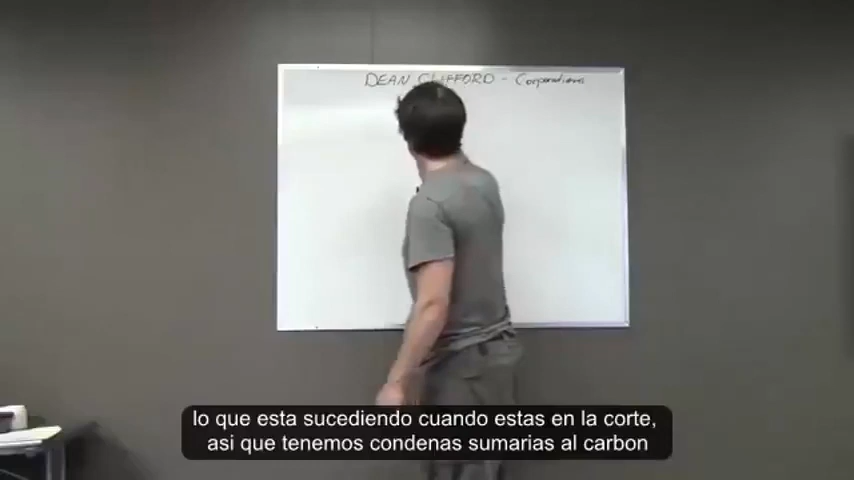 DEAN CLIFFORD - Corporations
lo que esta sucediendo cuando estas en la corte,
asi que tenemos condenas sumarias al carbon